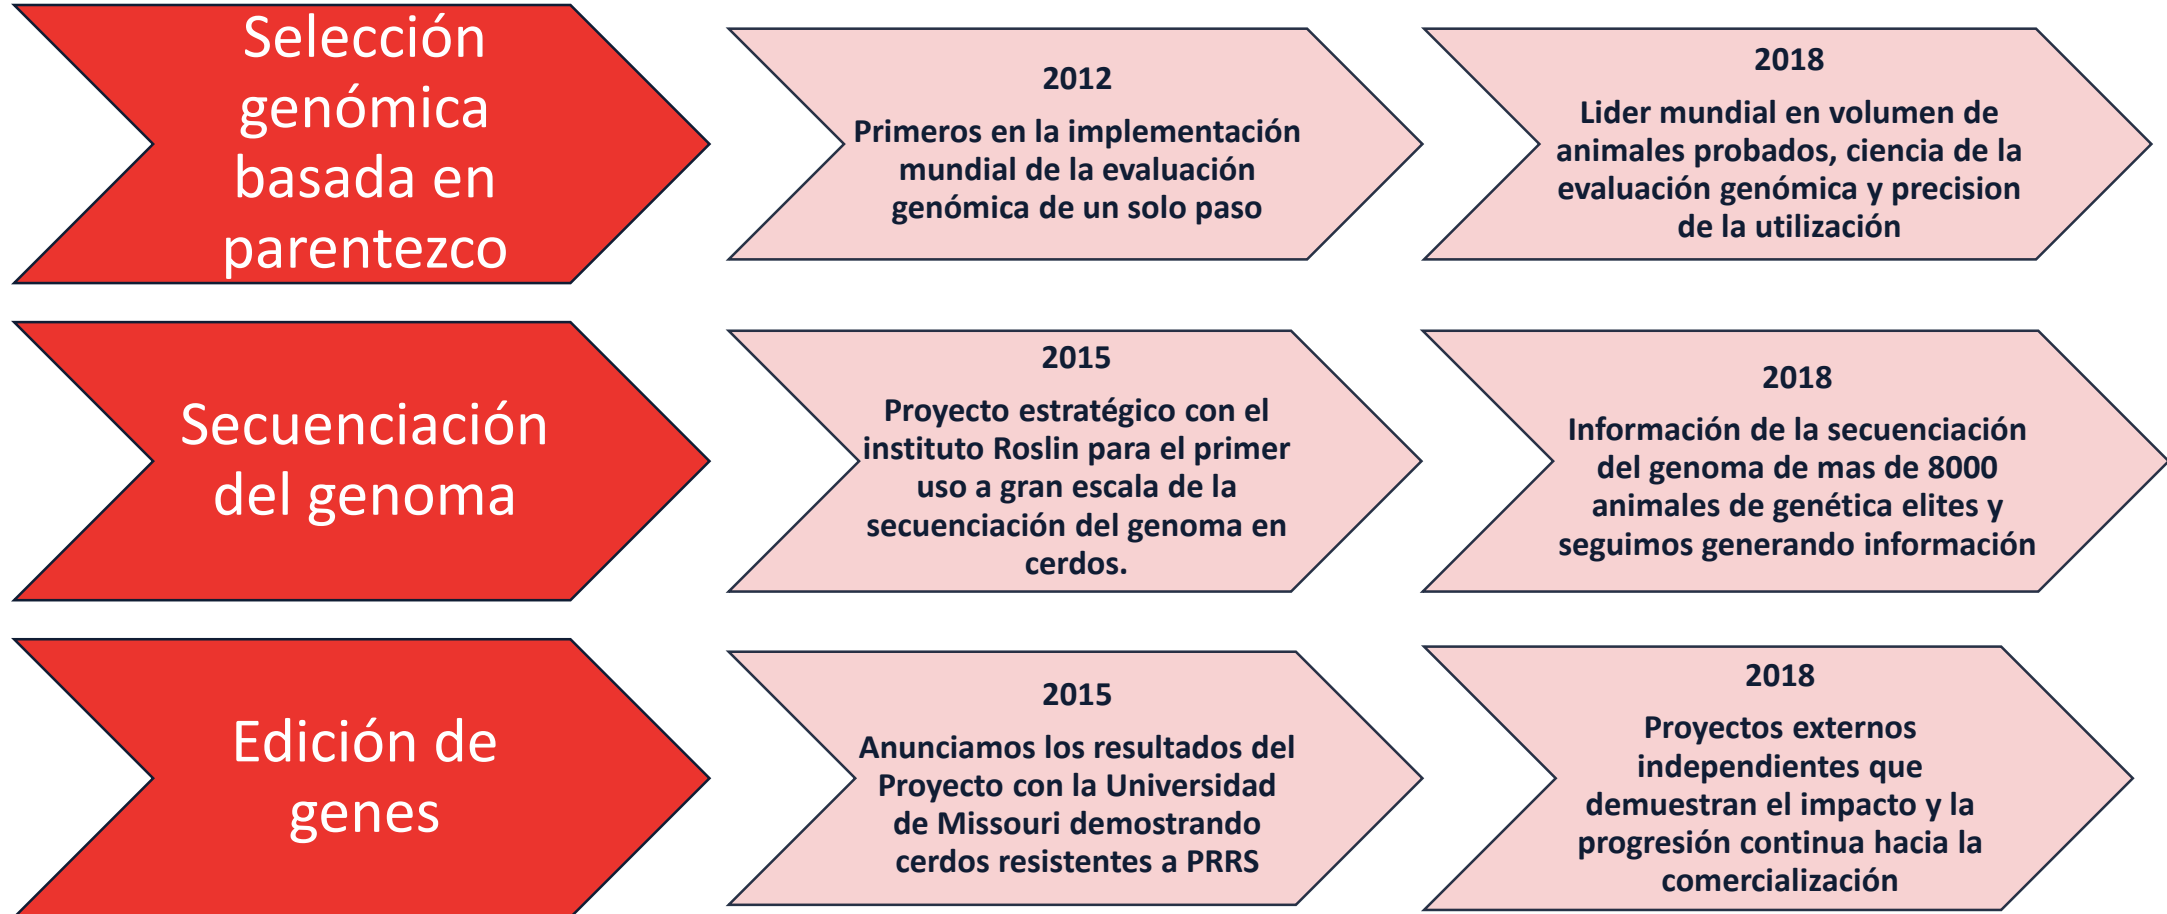 Selección
genómica
basada en
parentezco
2012
Primeros en la implementación
mundial de la evaluación
genómica de un solo paso
2018
Lider mundial en volumen de
animales probados, ciencia de la
evaluación genómica y precision
de la utilización
Secuenciación
del genoma
2015
Proyecto estratégico con el
instituto Roslin para el primer
uso a gran escala de la
secuenciación del genoma en
cerdos.
2018
Información de la secuenciación
del genoma de mas de 8000
animales de genética elites y
seguimos generando información
Edición de
genes
2015
Anunciamos los resultados del
Proyecto con la Universidad
de Missouri demostrando
cerdos resistentes a PRRS
2018
Proyectos externos
independientes que
demuestran el impacto y la
progresión continua hacia la
comercialización